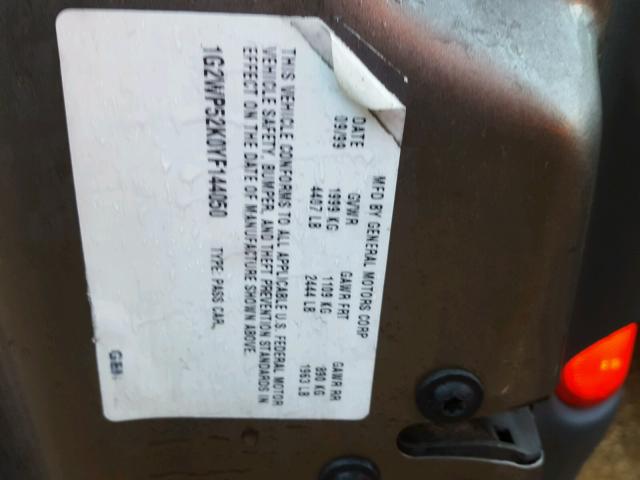 MFD BY GENERAL MOTORS CORP
DATE GVWR GAWR FRT GAWR RR
09/99 1999 KG 1109 KG 890 KG
4407 LB 2444 LB 1963 LB
THIS VEHICLE CONFORMS TO ALL APPLICABLE U.S. FEDERAL MOTOR
VEHICLE SAFETY, BUMPER, AND THEFT PREVENTION STANDARDS IN
EFFECT ON THE DATE OF MANUFACTURE SHOWN ABOVE.
1G2WP52K0YF144050 TYPE: PASS CAR.